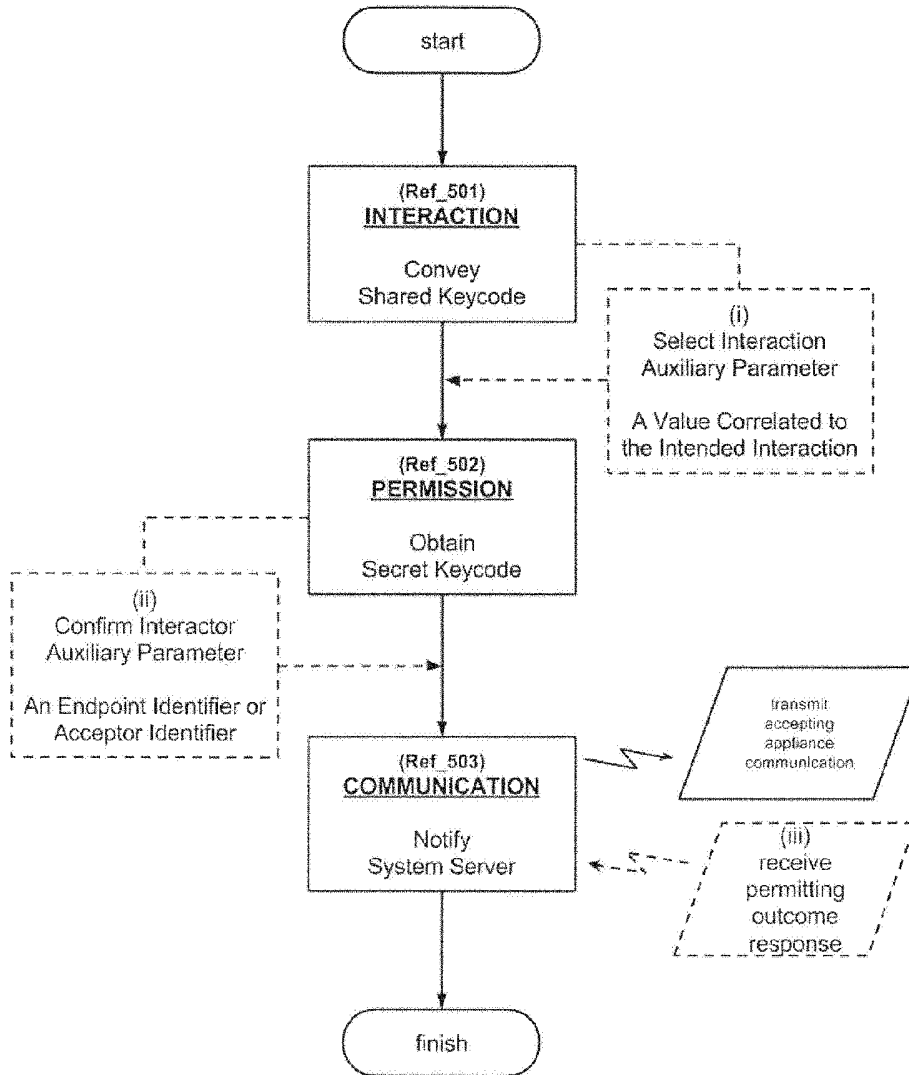 start
(Ref_501)
INTERACTION
Convey
Shared Keycode
(i)
Select Interaction
Auxiliary Parameter
A Value Correlated to
the Intended Interaction
(Ref_502)
PERMISSION
Obtain
Secret Keycode
(ii)
Confirm Interactor
Auxiliary Parameter
An Endpoint Identifier or
Acceptor Identifier
(Ref_503)
COMMUNICATION
Notify
System Server
transmit
accepting
appliance
communication
(iii)
receive
permitting
outcome
response
finish